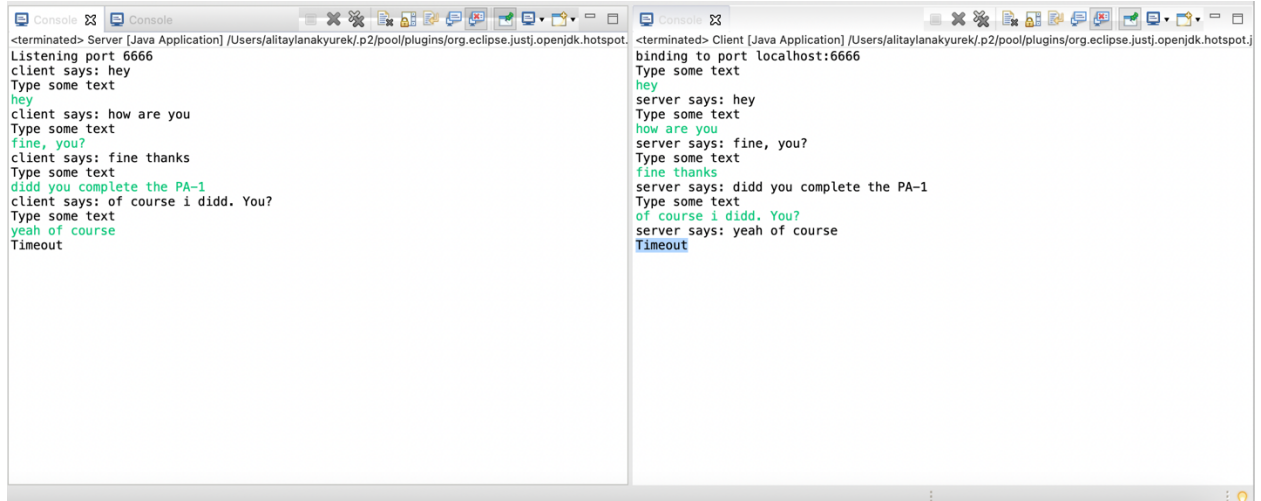 Console Console
<terminated> Server [Java Application] /Users/alitaylanakyurek/.p2/pool/plugins/org.eclipse.justj.openjdk.hotspot.
Listening port 6666
client says: hey
Type some text
hey
client says: how are you
Type some text
fine, you?
client says: fine thanks
Type some text
didd you complete the PA-1
client says: of course i didd. You?
Type some text
yeah of course
Timeout
Console
<terminated> Client [Java Application] /Users/alitaylanakyurek/.p2/pool/plugins/org.eclipse.justj.openjdk.hotspot.j
binding to port localhost:6666
Type some text
hey
server says: hey
Type some text
how are you
server says: fine, you?
Type some text
fine thanks
server says: didd you complete the PA-1
Type some text
of course i didd. You?
server says: yeah of course
Timeout